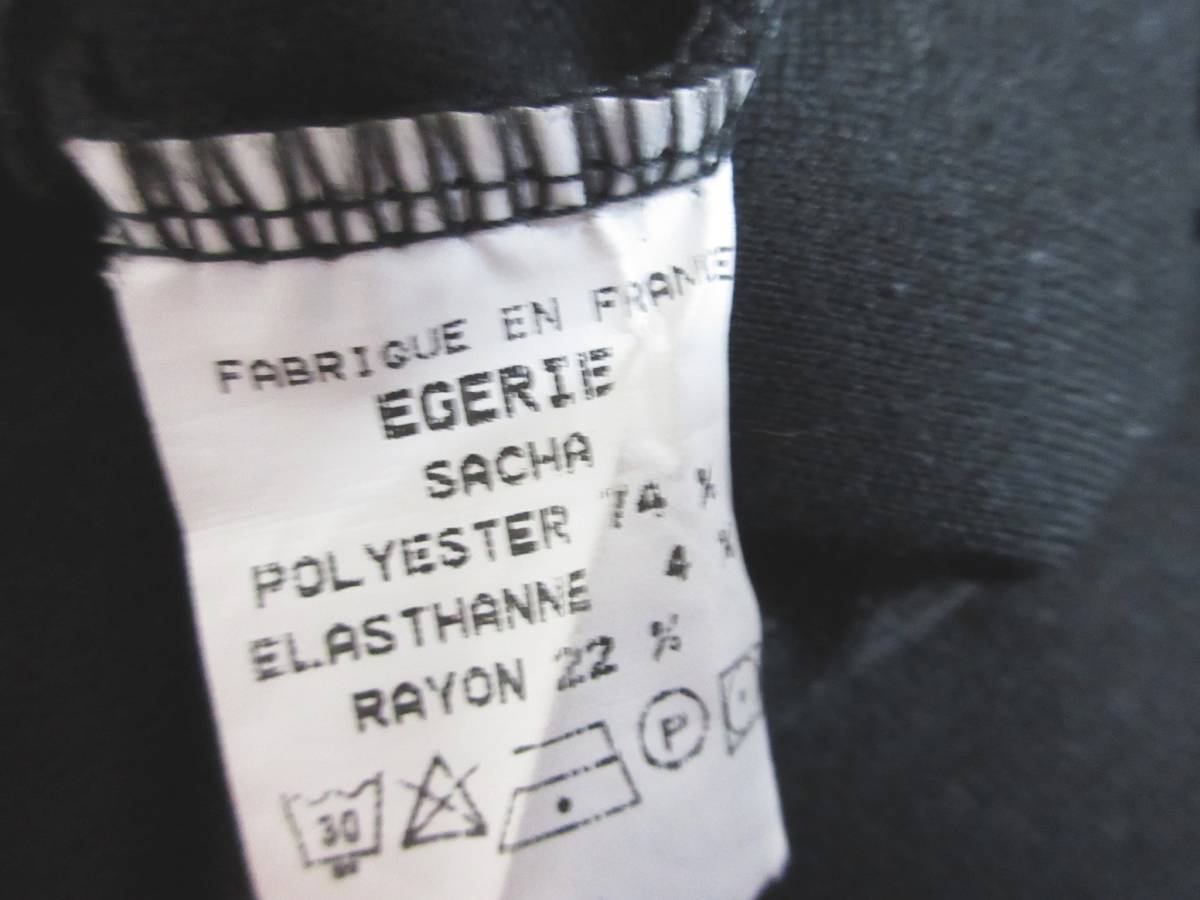 FABRIQUE EN FRANCE
EGERIE
SACHA
POLYESTER 74 %
ELASTHANNE 4 %
RAYON 22 %
30 P